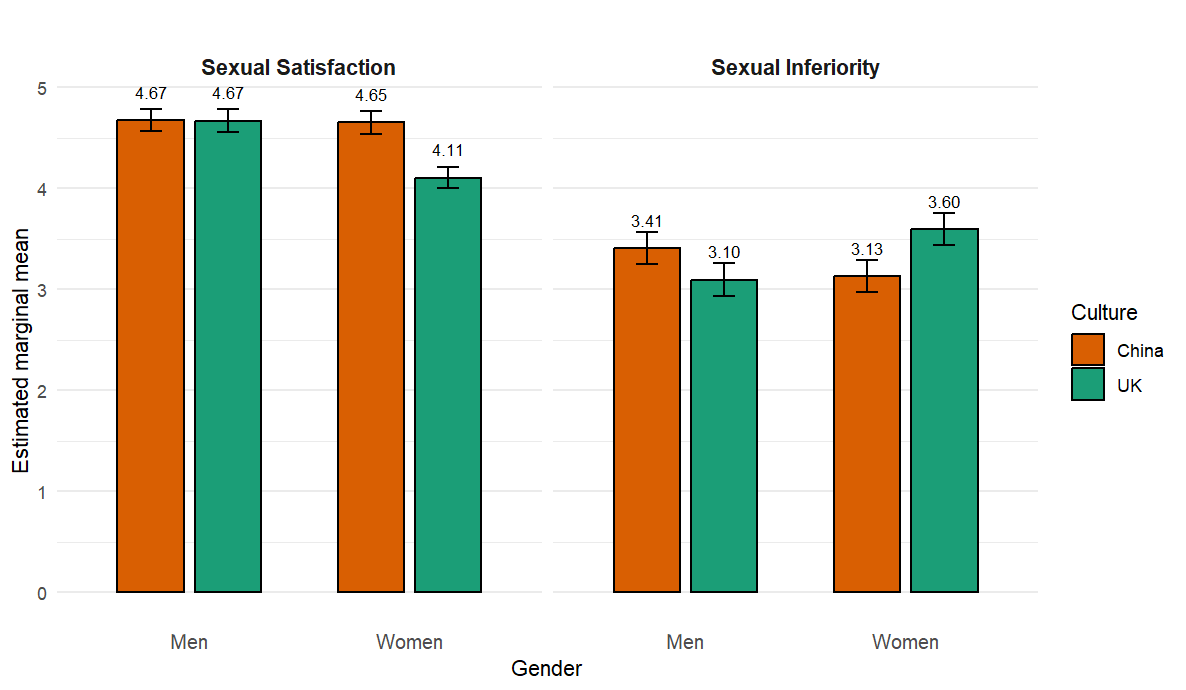 Sexual Satisfaction
Sexual Inferiority
5
4
3
2
1
0
Estimated marginal mean
4.67
4.67
4.65
4.11
3.41
3.10
3.13
3.60
Men
Women
Men
Women
Gender
Culture
China
UK